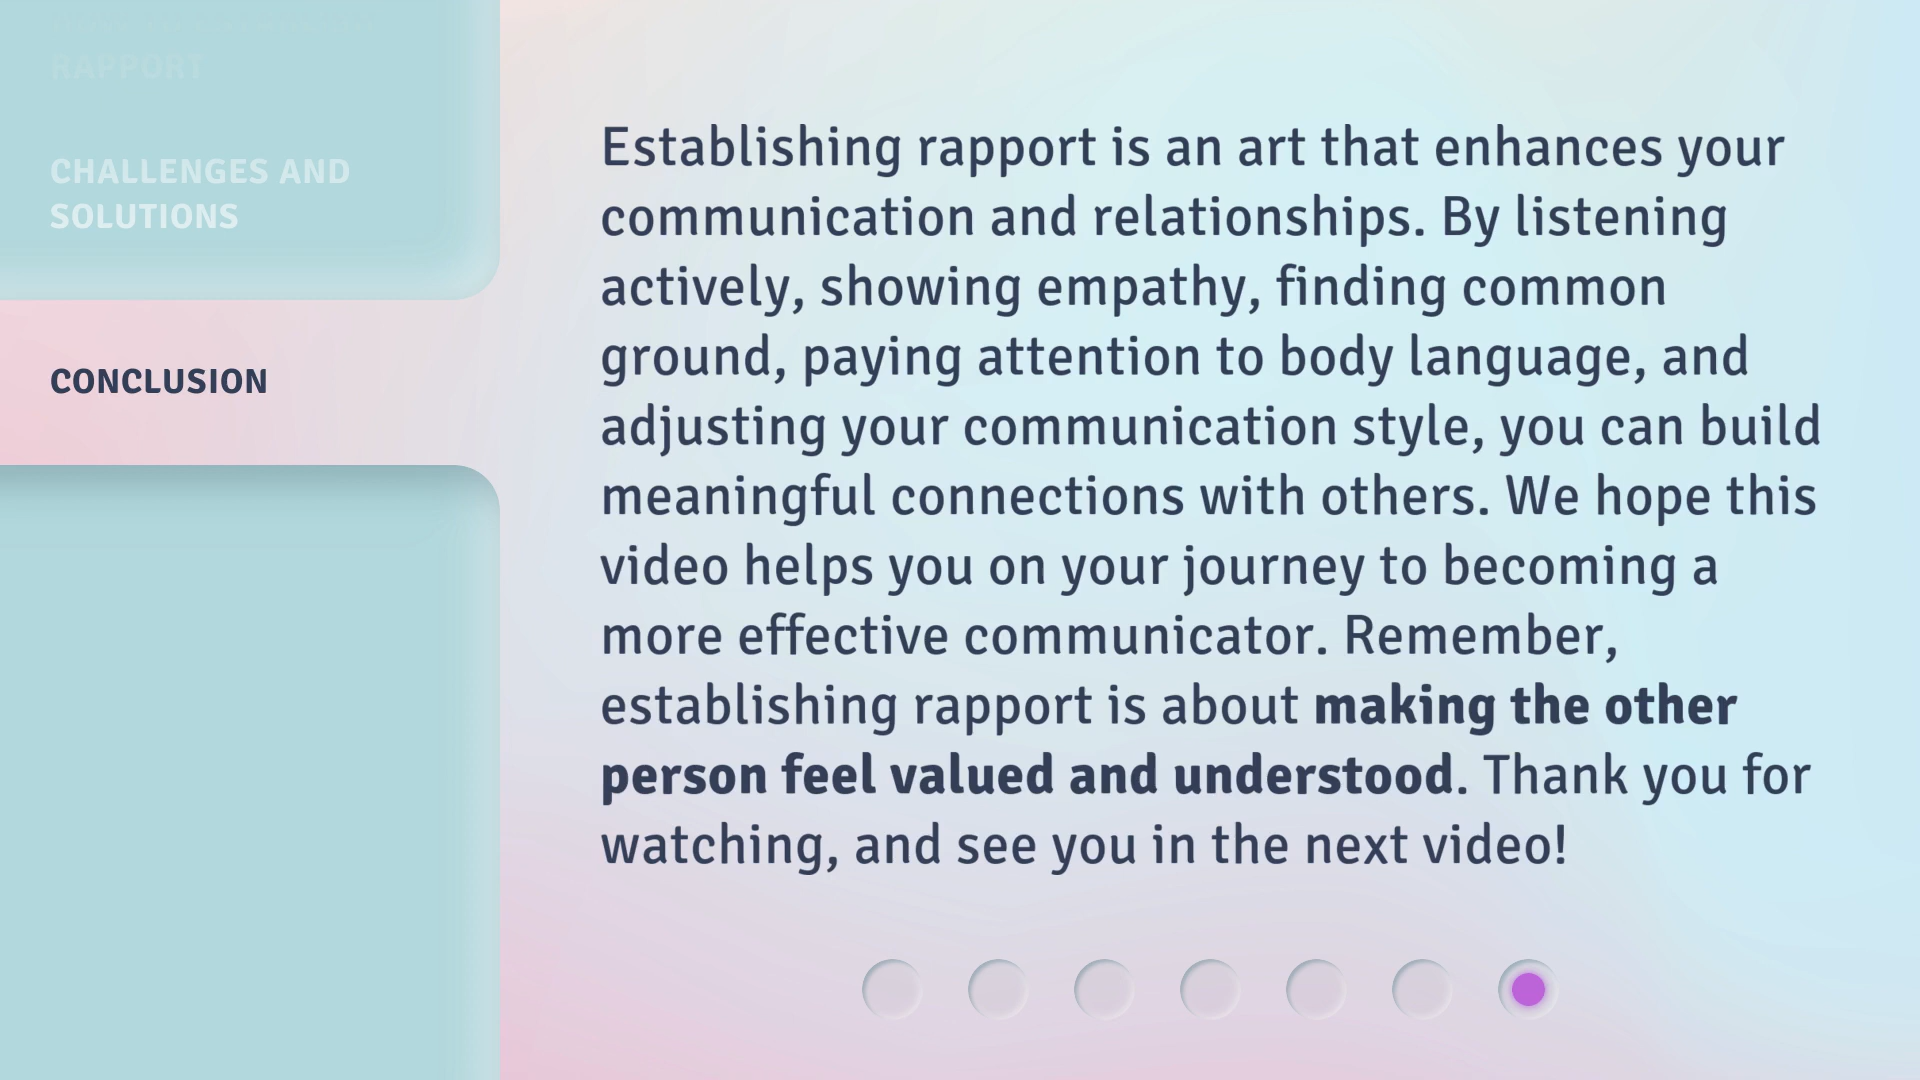 RAPPORT
CHALLENGES AND
SOLUTIONS
CONCLUSION
Establishing rapport is an art that enhances your
communication and relationships. By listening
actively, showing empathy, finding common
ground, paying attention to body language, and
adjusting your communication style, you can build
meaningful connections with others. We hope this
video helps you on your journey to becoming a
more effective communicator. Remember,
establishing rapport is about making the other
person feel valued and understood. Thank you for
watching, and see you in the next video!